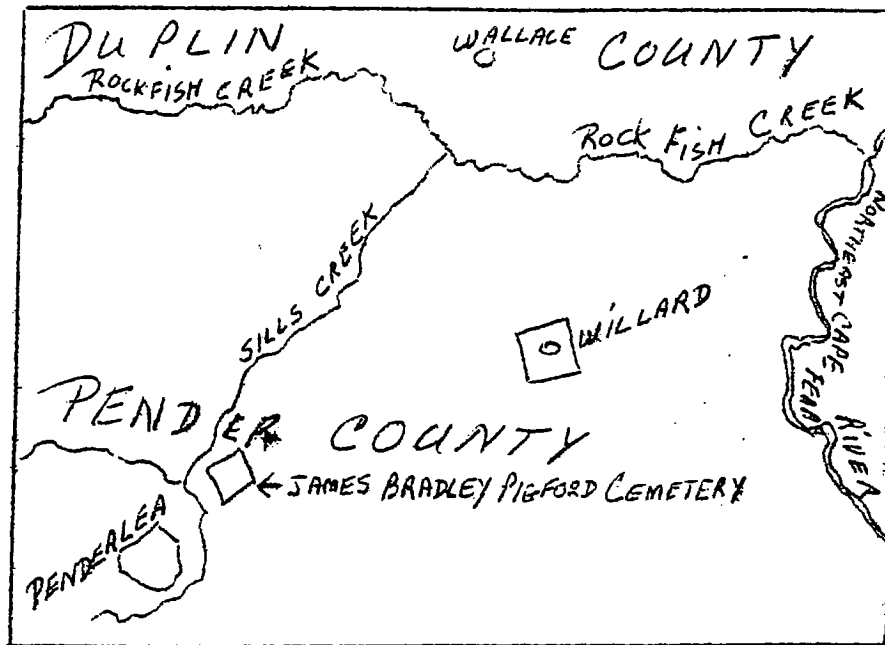 DUPLIN COUNTY
WALLACE
ROCKFISH CREEK
ROCK FISH CREEK
NORTHEAST CAPE FEAR RIVER
SILLS CREEK
WILLARD
PENDER COUNTY
JAMES BRADLEY PIGFORD CEMETERY
PENDEALEA